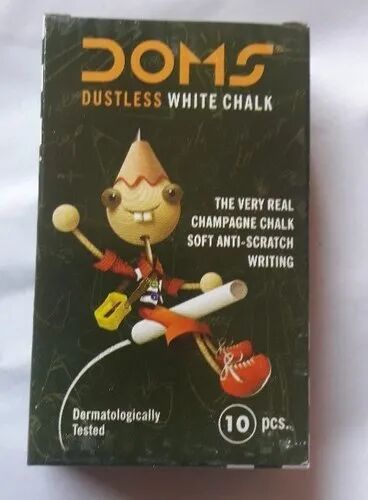 DOMS
DUSTLESS WHITE CHALK
THE VERY REAL
CHAMPAGNE CHALK
SOFT ANTI-SCRATCH
WRITING
Dermatologically
Tested
10 pcs.